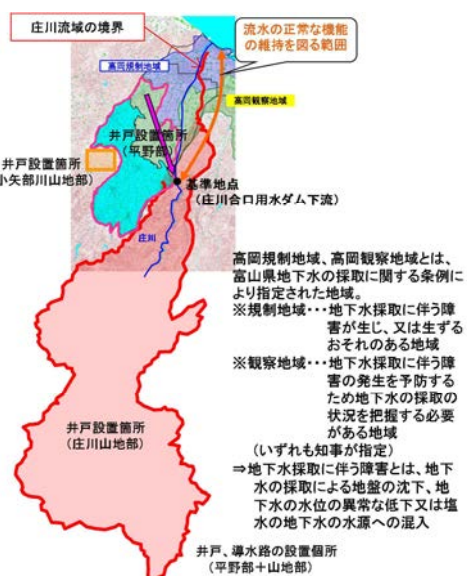 庄川流域の境界
流水の正常な機能
の維持を図る範囲
高岡規制地域
高岡観察地域
井戸設置箇所
(平野部)
井戸設置箇所
小矢部川山地部)
基準地点
(庄川合口用水ダム下流)
庄川
高岡規制地域、高岡観察地域とは、
富山県地下水の採取に関する条例に
より指定された地域。
※規制地域・・・地下水採取に伴う障
害が生じ、又は生ずる
おそれのある地域
※観察地域・・・地下水採取に伴う障
害の発生を予防する
ため地下水の採取の
状況を把握する必要
がある地域
(いずれも知事が指定)
⇒地下水採取に伴う障害とは、地下
水の採取による地盤の沈下、地
下水の水位の異常な低下又は塩
水の地下水の水源への混入
井戸設置箇所
(庄川山地部)
井戸、導水路の設置個所
(平野部+山地部)